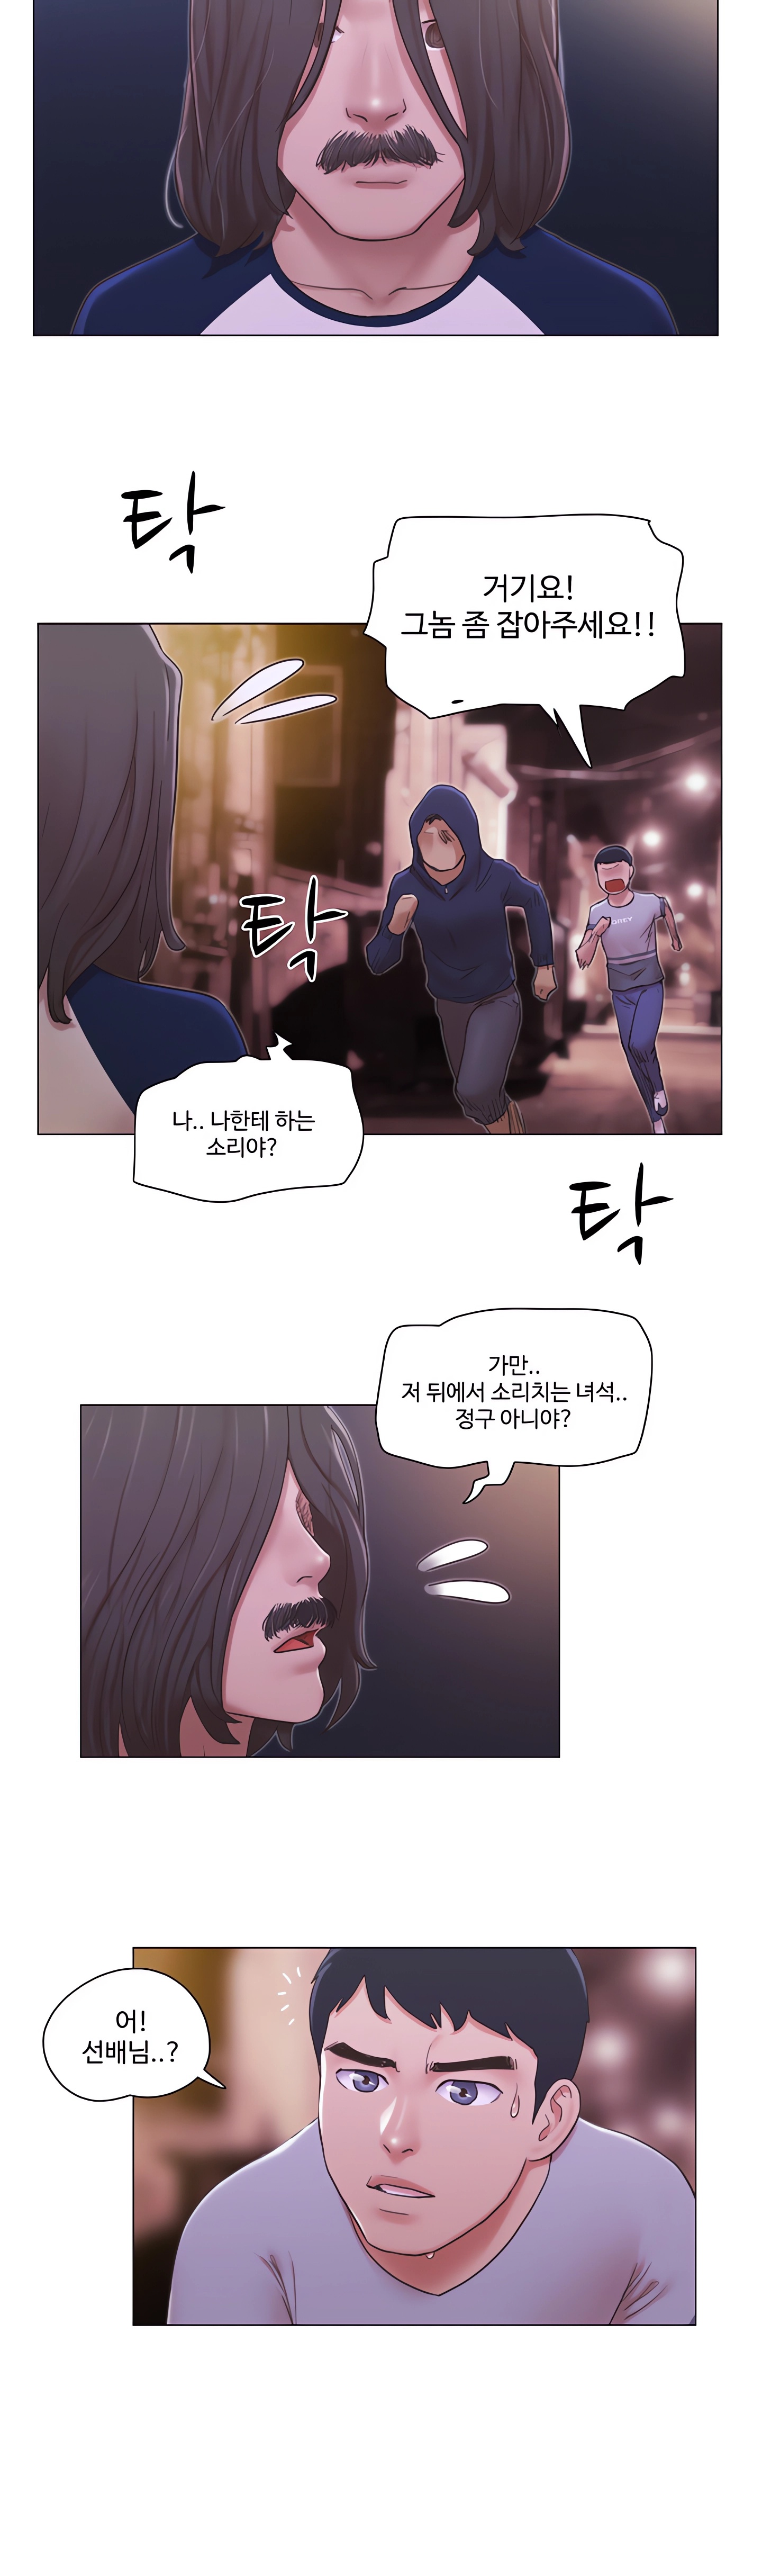 탁
거기요!
그놈 좀 잡아주세요!!
탁
나.. 나한테 하는
소리야?
탁
가만..
저 뒤에서 소리치는 녀석..
정구 아니야?
어!
선배님..?